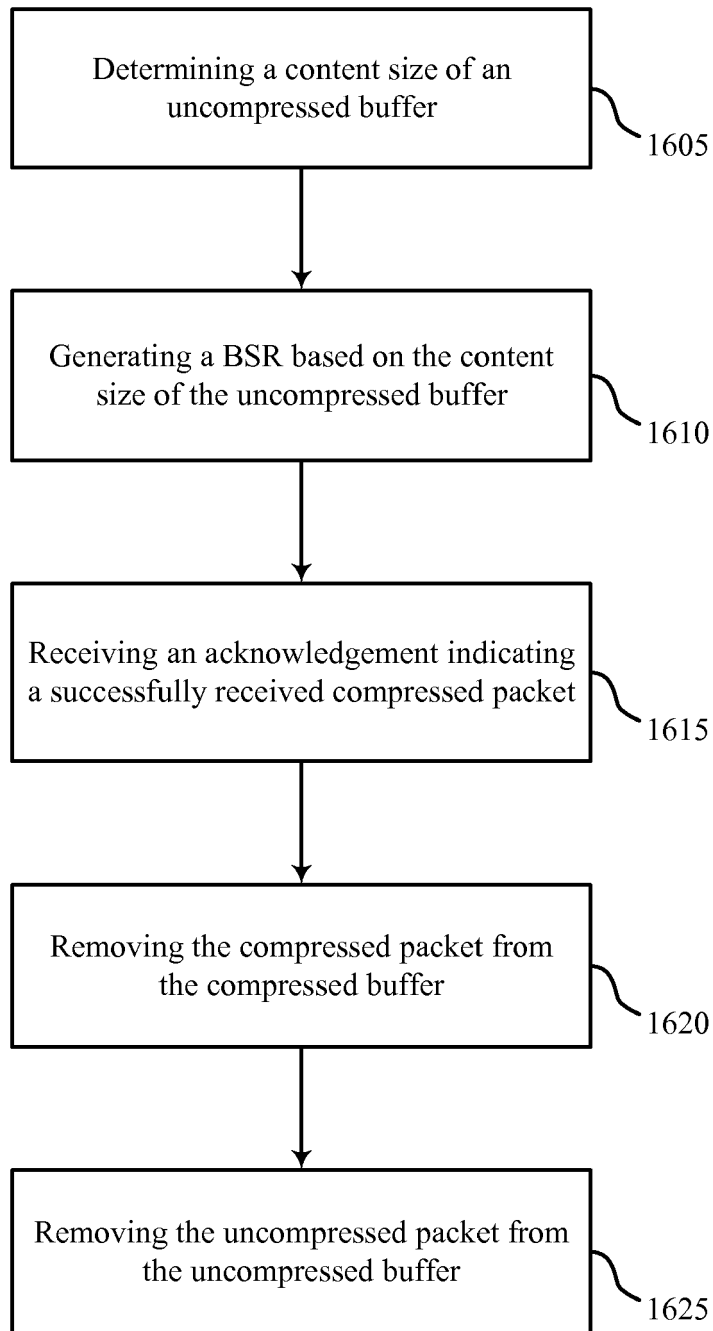 Determining a content size of an
uncompressed buffer
1605
Generating a BSR based on the content
size of the uncompressed buffer
1610
Receiving an acknowledgement indicating
a successfully received compressed packet
1615
Removing the compressed packet from
the compressed buffer
1620
Removing the uncompressed packet from
the uncompressed buffer
1625